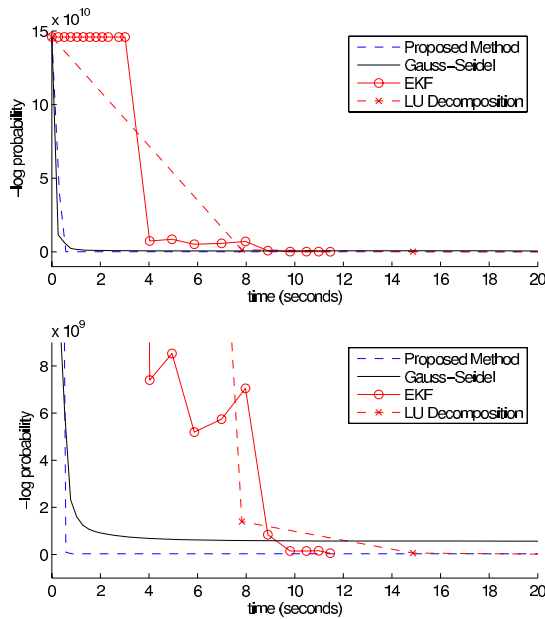 x 10^10
15
10
5
0
-log probability
Proposed Method
Gauss-Seidel
EKF
LU Decomposition
0 2 4 6 8 10 12 14 16 18 20
time (seconds)
x 10^9
8
6
4
2
0
-log probability
Proposed Method
Gauss-Seidel
EKF
LU Decomposition
0 2 4 6 8 10 12 14 16 18 20
time (seconds)